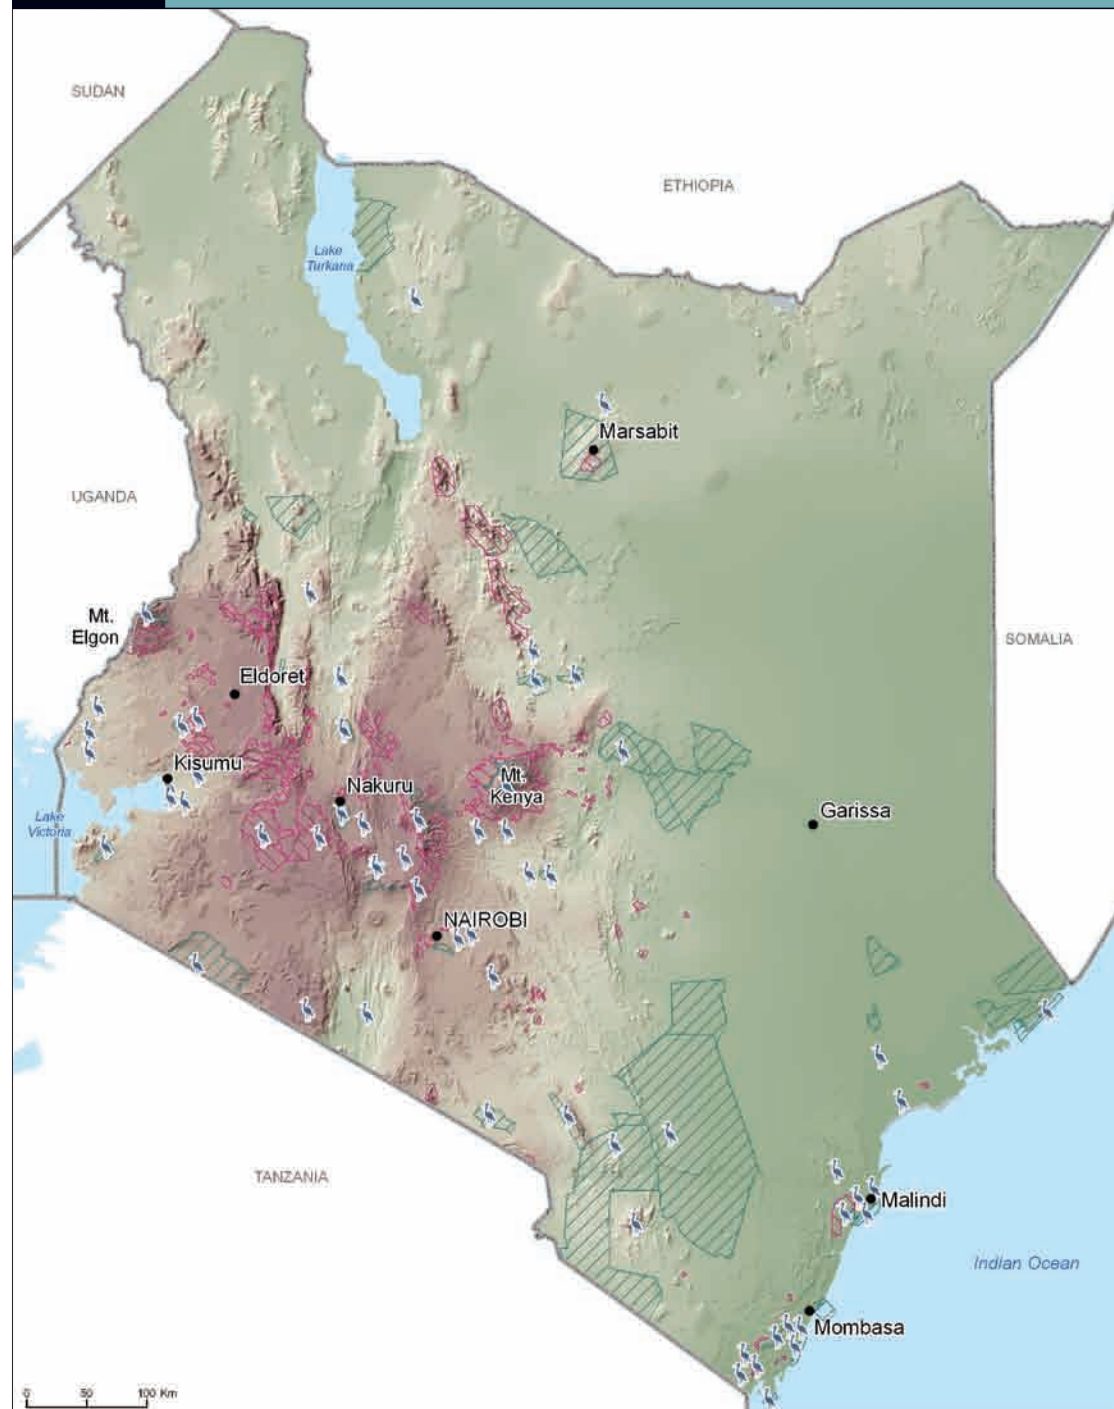 SUDAN
ETHIOPIA
Lake
Turkana
Marsabit
UGANDA
Mt.
Elgon
SOMALIA
Eldoret
Kisumu
Nakuru
Mt.
Kenya
Lake
Victoria
Garissa
NAIROBI
TANZANIA
Malindi
Indian Ocean
Mombasa
0 50 100 Km